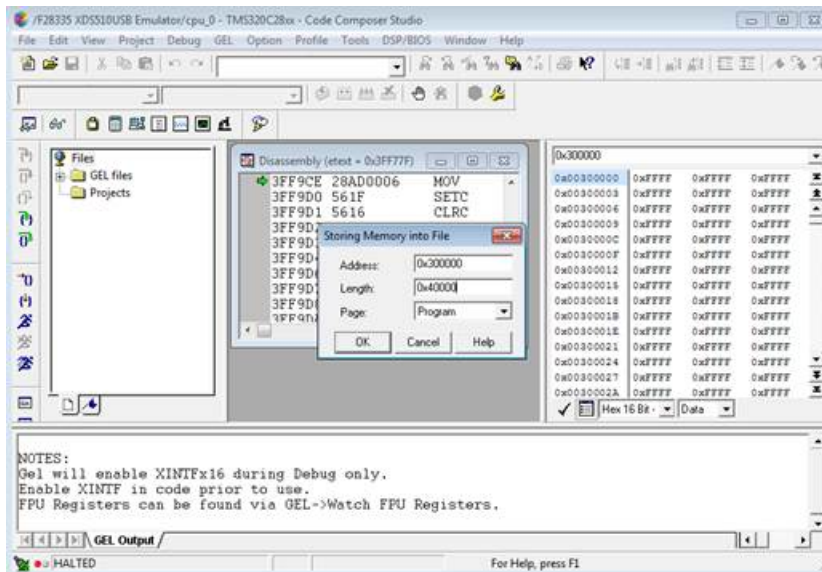 /F28335 XDS510USB Emulator/cpu_0 - TMS320C28xx - Code Composer Studio
File Edit View Project Debug GEL Option Profile Tools DSP/BIOS Window Help
Files
GEL files
Projects
Disassembly (etext = 0x3FF77F)
3FF9CE 28AD0006 MOV
3FF9D0 561F SETC
3FF9D1 5616 CLRC
Storing Memory into File
Address: 0x300000
Length: 0x40000
Page: Program
OK Cancel Help
0x300000
0x00300000 0xFFFF 0xFFFF 0xFFFF
0x00300003 0xFFFF 0xFFFF 0xFFFF
0x00300006 0xFFFF 0xFFFF 0xFFFF
0x00300009 0xFFFF 0xFFFF 0xFFFF
0x0030000C 0xFFFF 0xFFFF 0xFFFF
0x0030000F 0xFFFF 0xFFFF 0xFFFF
0x00300012 0xFFFF 0xFFFF 0xFFFF
0x00300015 0xFFFF 0xFFFF 0xFFFF
0x00300018 0xFFFF 0xFFFF 0xFFFF
0x0030001B 0xFFFF 0xFFFF 0xFFFF
0x0030001E 0xFFFF 0xFFFF 0xFFFF
0x00300021 0xFFFF 0xFFFF 0xFFFF
0x00300024 0xFFFF 0xFFFF 0xFFFF
0x00300027 0xFFFF 0xFFFF 0xFFFF
0x0030002A 0xFFFF 0xFFFF 0xFFFF
Hex 16 Bit - Data
NOTES:
Gel will enable XINTFx16 during Debug only.
Enable XINTF in code prior to use.
FPU Registers can be found via GEL->Watch FPU Registers.
GEL Output
HALTED For Help, press F1